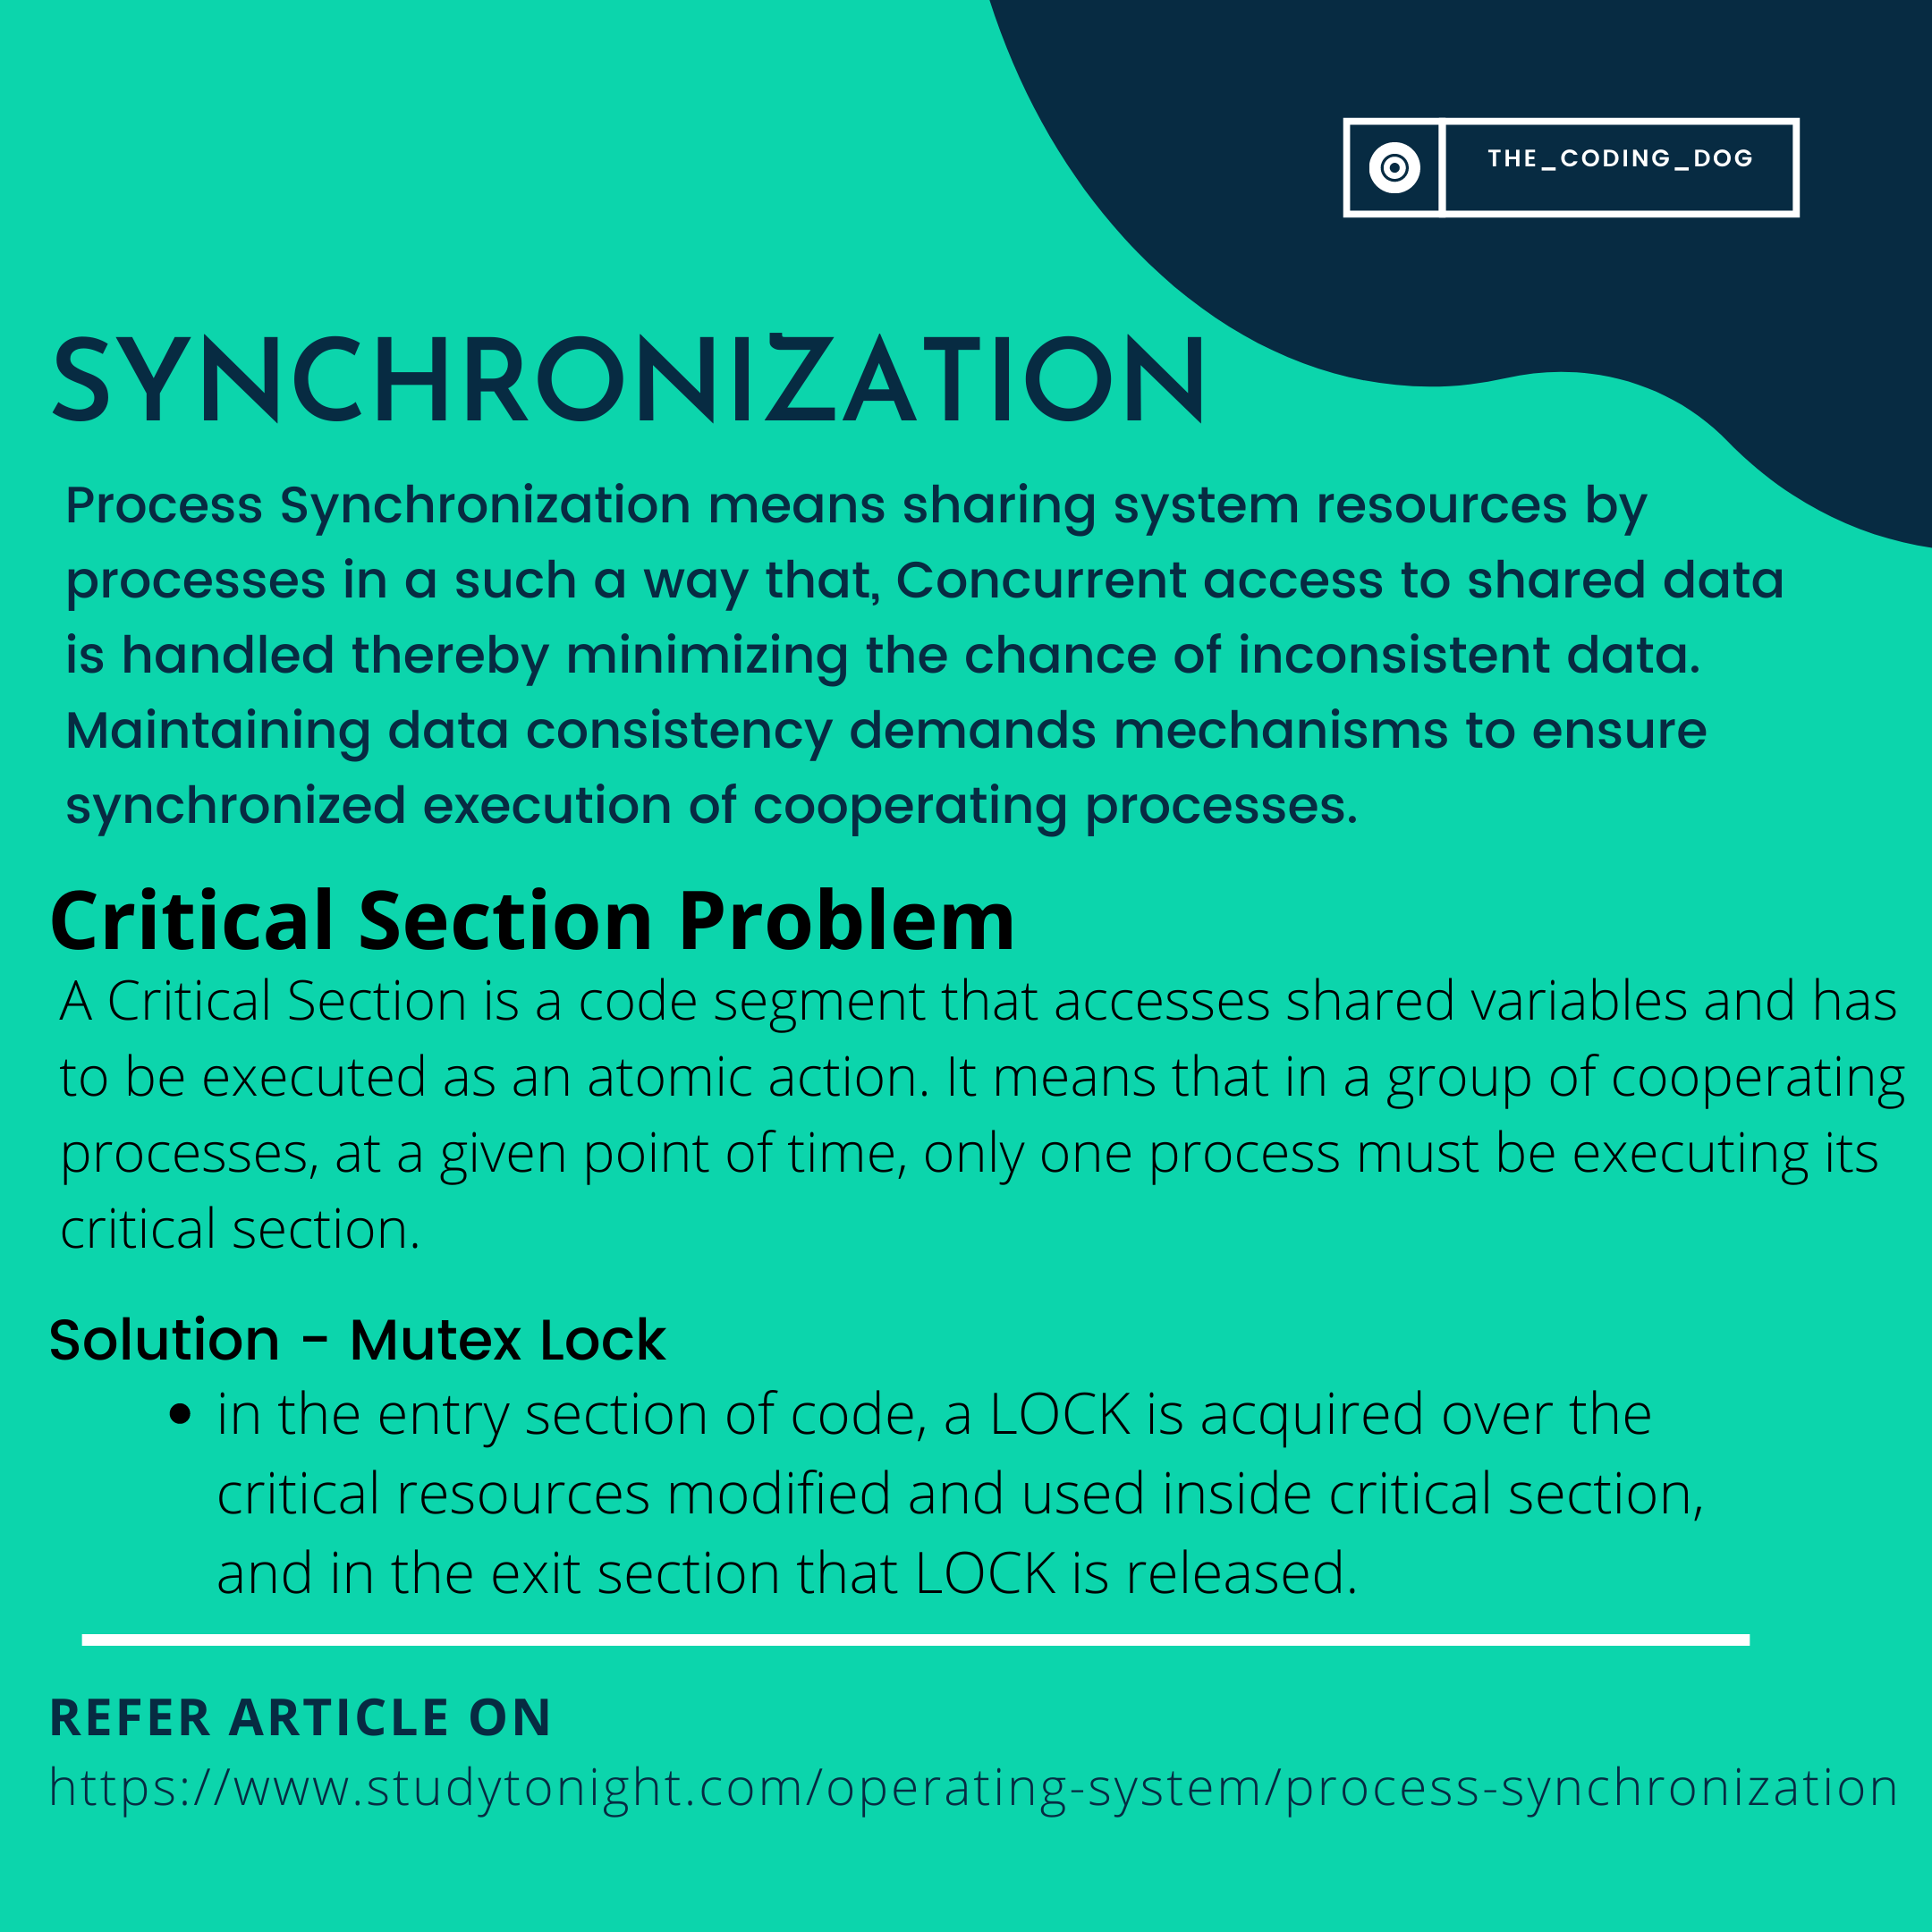 THE_CODING_DOG
SYNCHRONIZATION
Process Synchronization means sharing system resources by
processes in a such a way that, Concurrent access to shared data
is handled thereby minimizing the chance of inconsistent data.
Maintaining data consistency demands mechanisms to ensure
synchronized execution of cooperating processes.
Critical Section Problem
A Critical Section is a code segment that accesses shared variables and has
to be executed as an atomic action. It means that in a group of cooperating
processes, at a given point of time, only one process must be executing its
critical section.
Solution - Mutex Lock
• in the entry section of code, a LOCK is acquired over the
critical resources modified and used inside critical section,
and in the exit section that LOCK is released.
REFER ARTICLE ON
https://www.studytonight.com/operating-system/process-synchronization